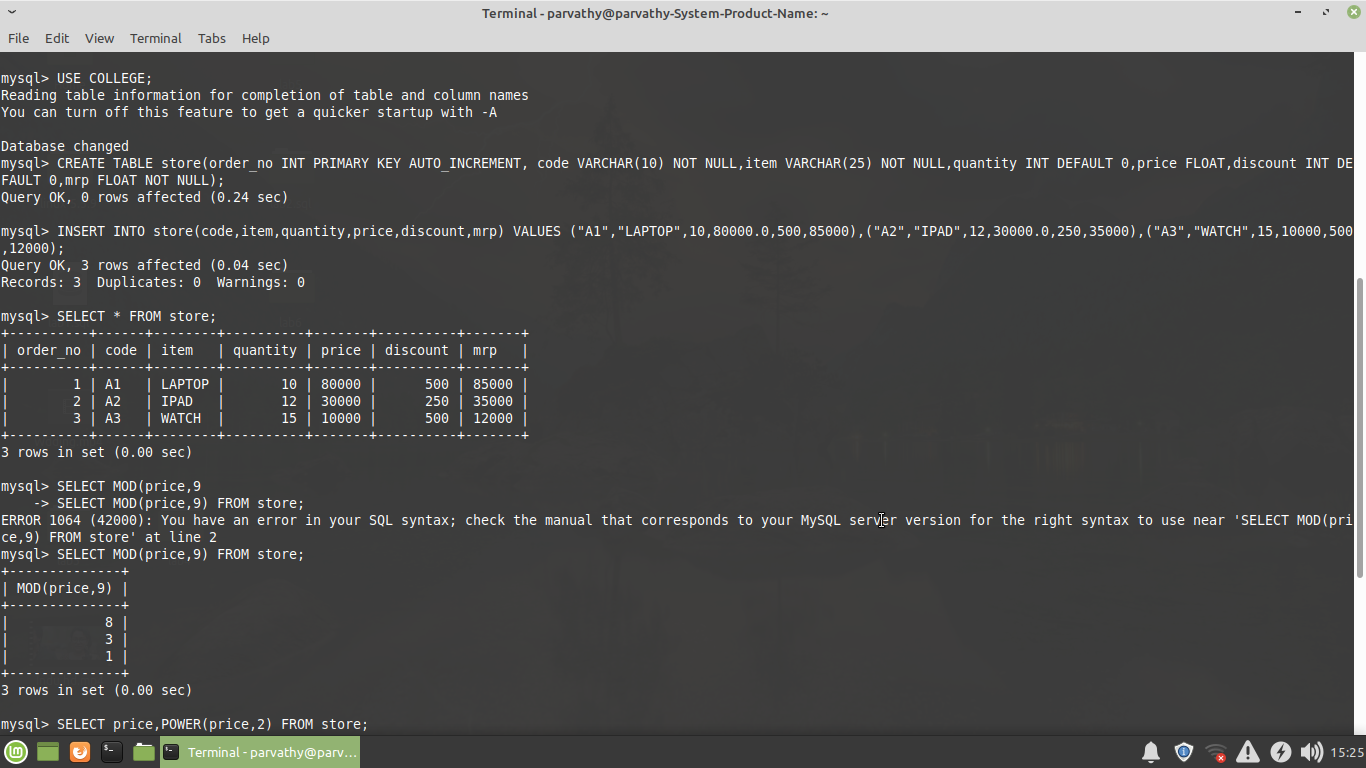 Terminal - parvathy@parvathy-System-Product-Name: ~
File Edit View Terminal Tabs Help
mysql> USE COLLEGE;
Reading table information for completion of table and column names
You can turn off this feature to get a quicker startup with -A
Database changed
mysql> CREATE TABLE store(order_no INT PRIMARY KEY AUTO_INCREMENT, code VARCHAR(10) NOT NULL,item VARCHAR(25) NOT NULL,quantity INT DEFAULT 0,price FLOAT,discount INT DE
FAULT 0,mrp FLOAT NOT NULL);
Query OK, 0 rows affected (0.24 sec)
mysql> INSERT INTO store(code,item,quantity,price,discount,mrp) VALUES ("A1","LAPTOP",10,80000.0,500,85000),("A2","IPAD",12,30000.0,250,35000),("A3","WATCH",15,10000,500
,12000);
Query OK, 3 rows affected (0.04 sec)
Records: 3  Duplicates: 0  Warnings: 0
mysql> SELECT * FROM store;
+----------+------+--------+----------+-------+----------+-------+
| order_no | code | item   | quantity | price | discount | mrp   |
+----------+------+--------+----------+-------+----------+-------+
|        1 | A1   | LAPTOP |       10 | 80000 |      500 | 85000 |
|        2 | A2   | IPAD   |       12 | 30000 |      250 | 35000 |
|        3 | A3   | WATCH  |       15 | 10000 |      500 | 12000 |
+----------+------+--------+----------+-------+----------+-------+
3 rows in set (0.00 sec)
mysql> SELECT MOD(price,9
    -> SELECT MOD(price,9) FROM store;
ERROR 1064 (42000): You have an error in your SQL syntax; check the manual that corresponds to your MySQL server version for the right syntax to use near 'SELECT MOD(pri
ce,9) FROM store' at line 2
mysql> SELECT MOD(price,9) FROM store;
+--------------+
| MOD(price,9) |
+--------------+
|            8 |
|            3 |
|            1 |
+--------------+
3 rows in set (0.00 sec)
mysql> SELECT price,POWER(price,2) FROM store;
Terminal - parvathy@parv...
15:25